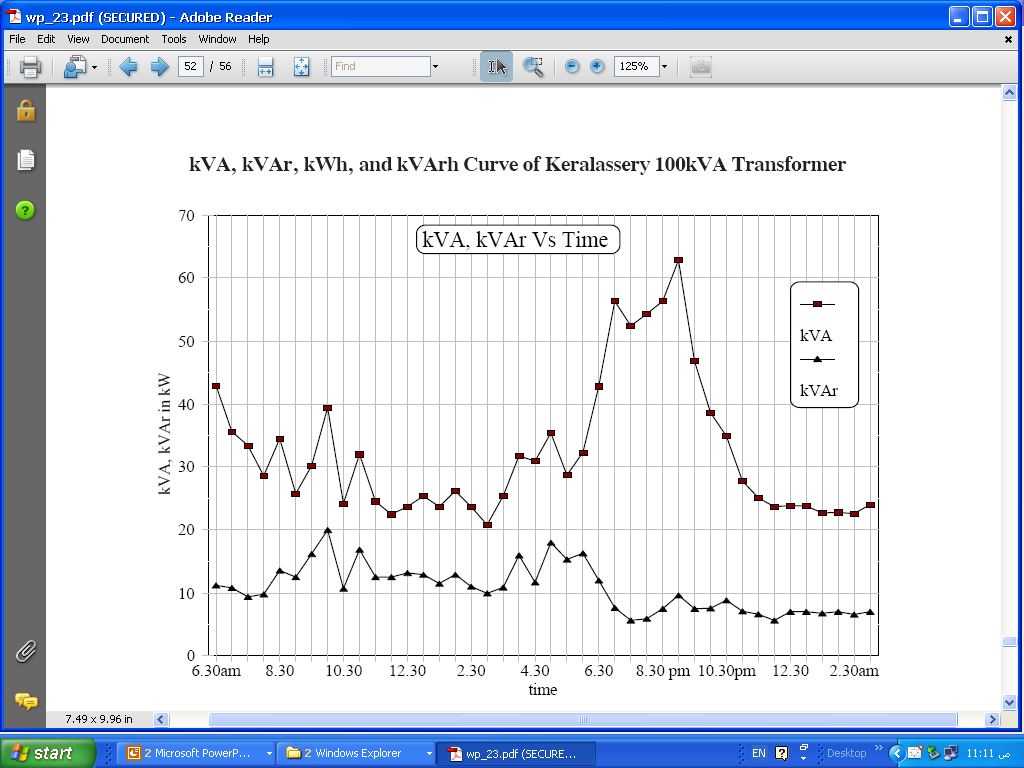 wp_23.pdf (SECURED) - Adobe Reader
File Edit View Document Tools Window Help
52 / 56 Find 125%
kVA, kVAr, kWh, and kVArh Curve of Keralassery 100kVA Transformer
kVA, kVAr Vs Time
70
60
50
40
30
20
10
0
kVA, kVAr in kW
kVA
kVAr
6.30am 8.30 10.30 12.30 2.30 4.30 6.30 8.30 pm 10.30pm 12.30 2.30am
time
7.49 x 9.96 in
start 2 Microsoft PowerP... 2 Windows Explorer wp_23.pdf (SECURE... EN Desktop 11:11 ص